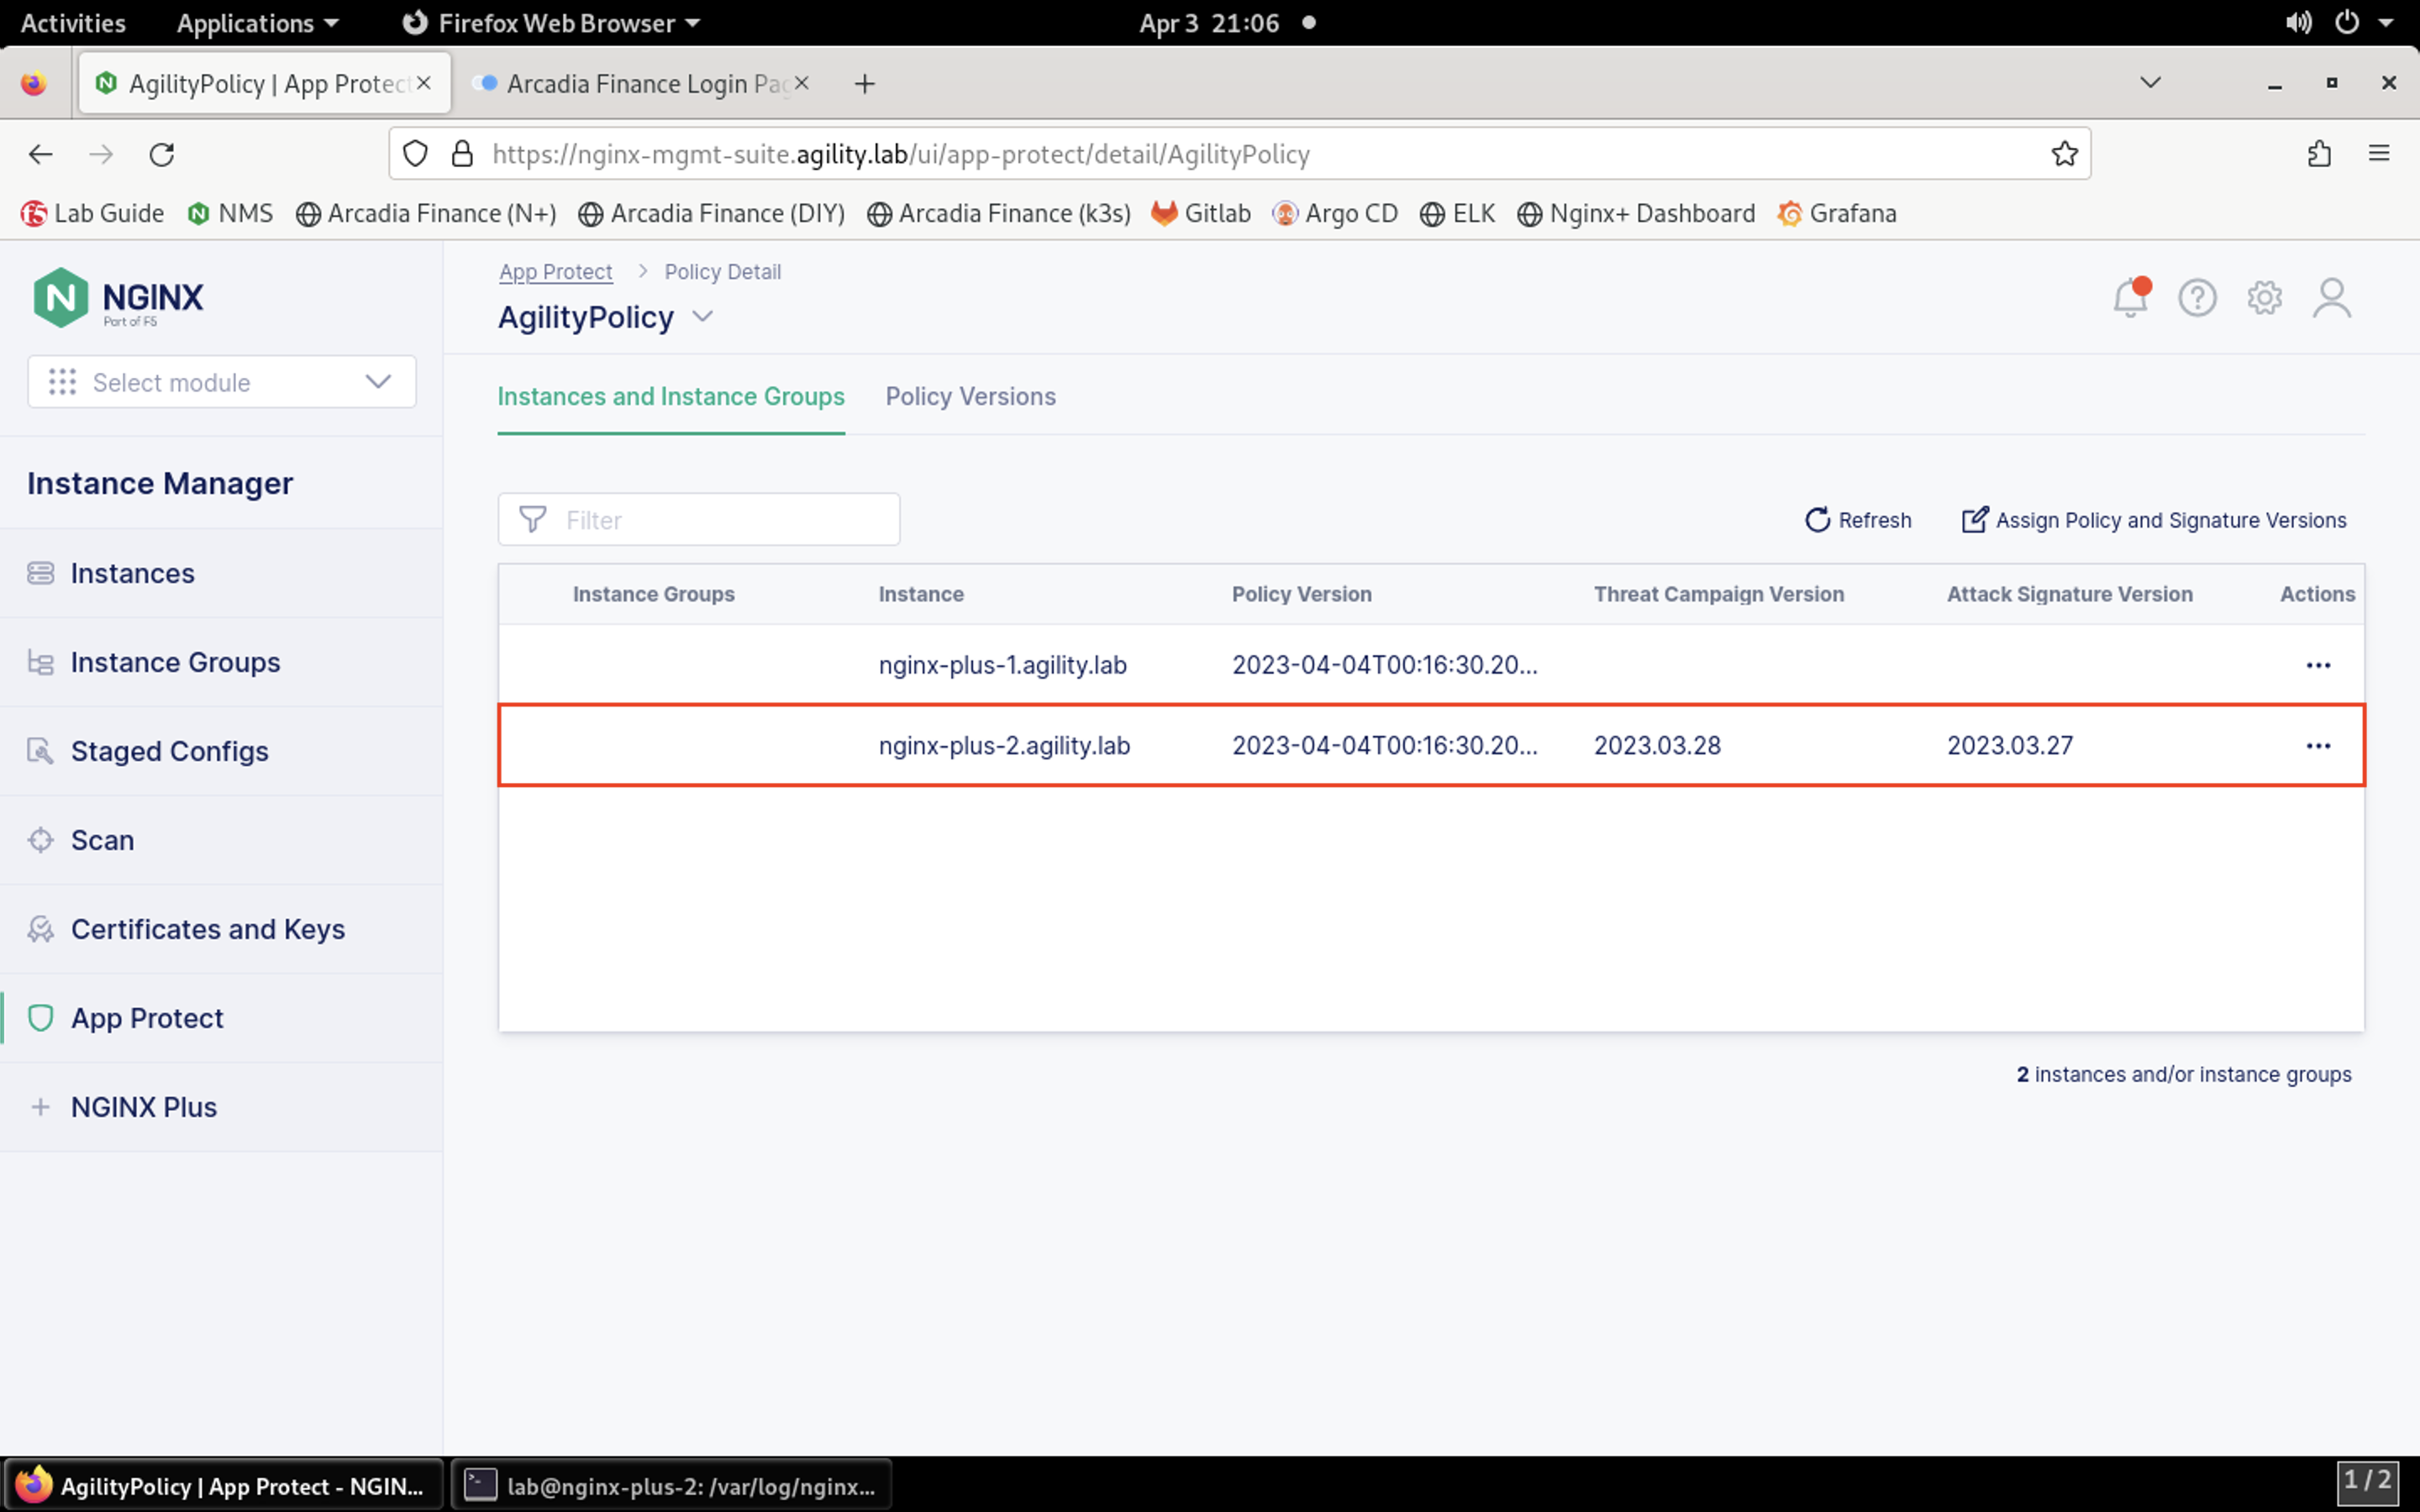 Activities Applications Firefox Web Browser Apr 3 21:06
AgilityPolicy | App Protec Arcadia Finance Login Pag
https://nginx-mgmt-suite.agility.lab/ui/app-protect/detail/AgilityPolicy
Lab Guide NMS Arcadia Finance (N+) Arcadia Finance (DIY) Arcadia Finance (k3s) Gitlab Argo CD ELK Nginx+ Dashboard Grafana
NGINX
Part of F5
Select module
Instance Manager
Instances
Instance Groups
Staged Configs
Scan
Certificates and Keys
App Protect
NGINX Plus
App Protect > Policy Detail
AgilityPolicy
Instances and Instance Groups Policy Versions
Filter Refresh Assign Policy and Signature Versions
Instance Groups Instance Policy Version Threat Campaign Version Attack Signature Version Actions
nginx-plus-1.agility.lab 2023-04-04T00:16:30.20... ...
nginx-plus-2.agility.lab 2023-04-04T00:16:30.20... 2023.03.28 2023.03.27 ...
2 instances and/or instance groups
AgilityPolicy | App Protect - NGIN... lab@nginx-plus-2: /var/log/nginx... 1 / 2